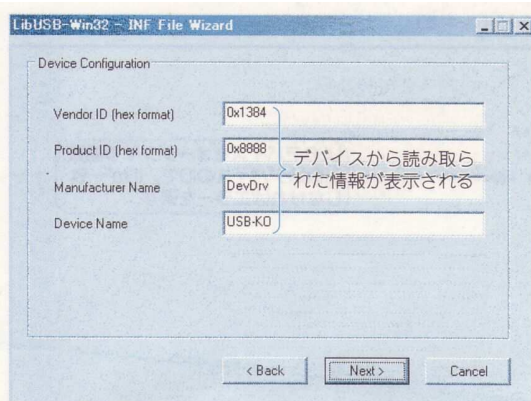 LibUSB-Win32 - INF File Wizard
Device Configuration
Vendor ID (hex format)
0x1384
Product ID (hex format)
0x8888
Manufacturer Name
DevDrv
Device Name
USB-KO
デバイスから読み取ら
れた情報が表示される
< Back
Next >
Cancel